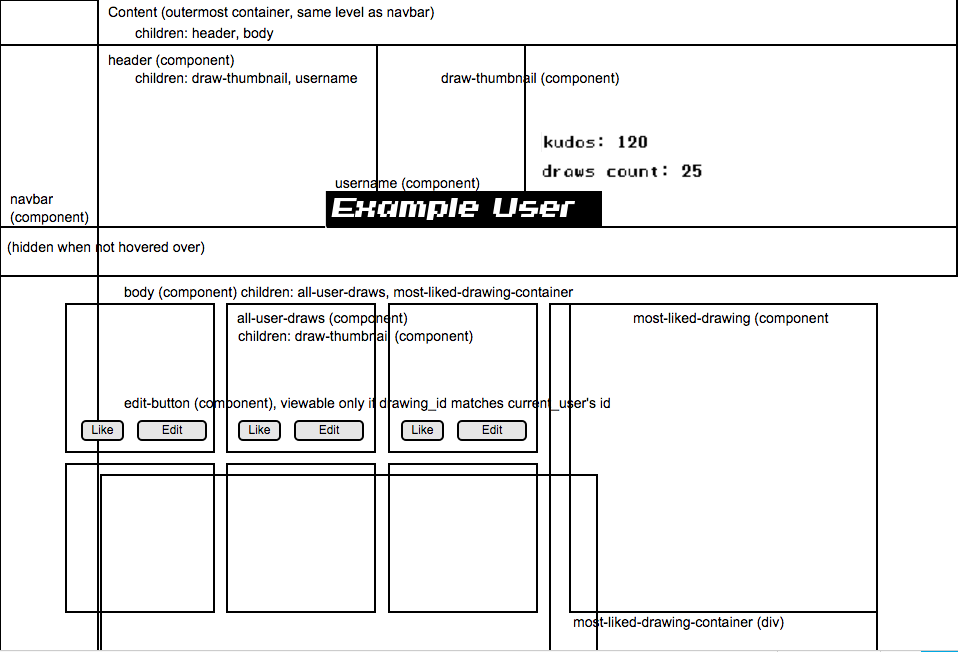 Content (outermost container, same level as navbar)
children: header, body
header (component)
children: draw-thumbnail, username
draw-thumbnail (component)
kudos: 120
draws count: 25
username (component)
Example User
navbar
(component)
(hidden when not hovered over)
body (component) children: all-user-draws, most-liked-drawing-container
all-user-draws (component)
children: draw-thumbnail (component)
most-liked-drawing (component
edit-button (component), viewable only if drawing_id matches current_user's id
Like Edit Like Edit Like Edit
most-liked-drawing-container (div)